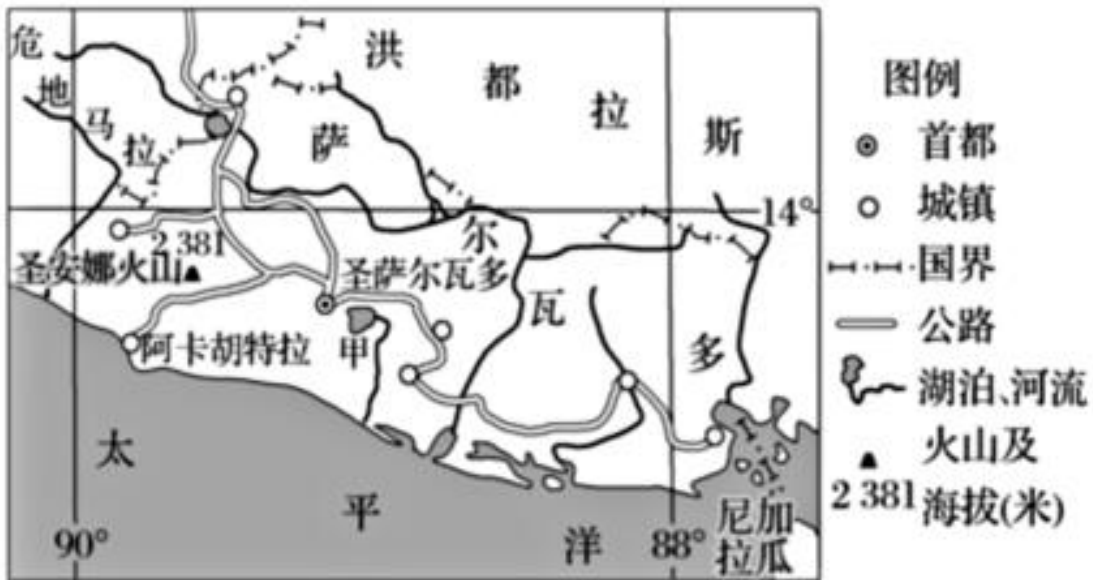 危地马拉
洪都拉斯
萨尔瓦多
14°
2 381
圣安娜火山
圣萨尔瓦多
阿卡胡特拉
甲
太平洋
90°
88°
尼加
拉瓜
图例
首都
城镇
国界
公路
湖泊、河流
火山及
2 381 海拔(米)